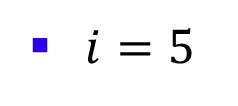 ▪ i = 5